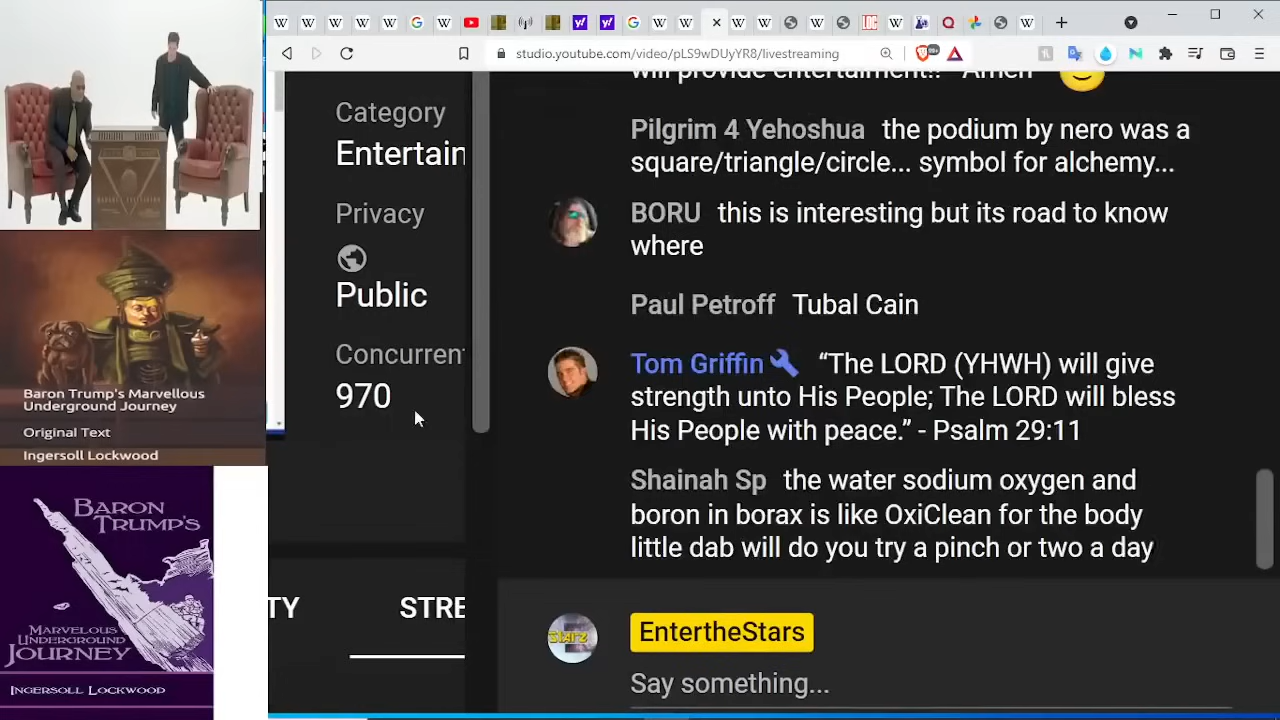 studio.youtube.com/video/pLS9wDUyYR8/livestreaming
99+
Baron Trump's Marvellous
Underground Journey
Original Text
Ingersoll Lockwood
BARON
TRUMP'S
MARVELOUS
UNDERGROUND
JOURNEY
INGERSOLL LOCKWOOD
Category
Entertain
Privacy
Public
Concurrent
970
TY
STRE
will provide entertaiment!! - Amen
Pilgrim 4 Yehoshua the podium by nero was a
square/triangle/circle... symbol for alchemy...
BORU this is interesting but its road to know
where
Paul Petroff Tubal Cain
Tom Griffin “The LORD (YHWH) will give
strength unto His People; The LORD will bless
His People with peace.” - Psalm 29:11
Shainah Sp the water sodium oxygen and
boron in borax is like OxiClean for the body
little dab will do you try a pinch or two a day
Starz
EntertheStars
Say something...